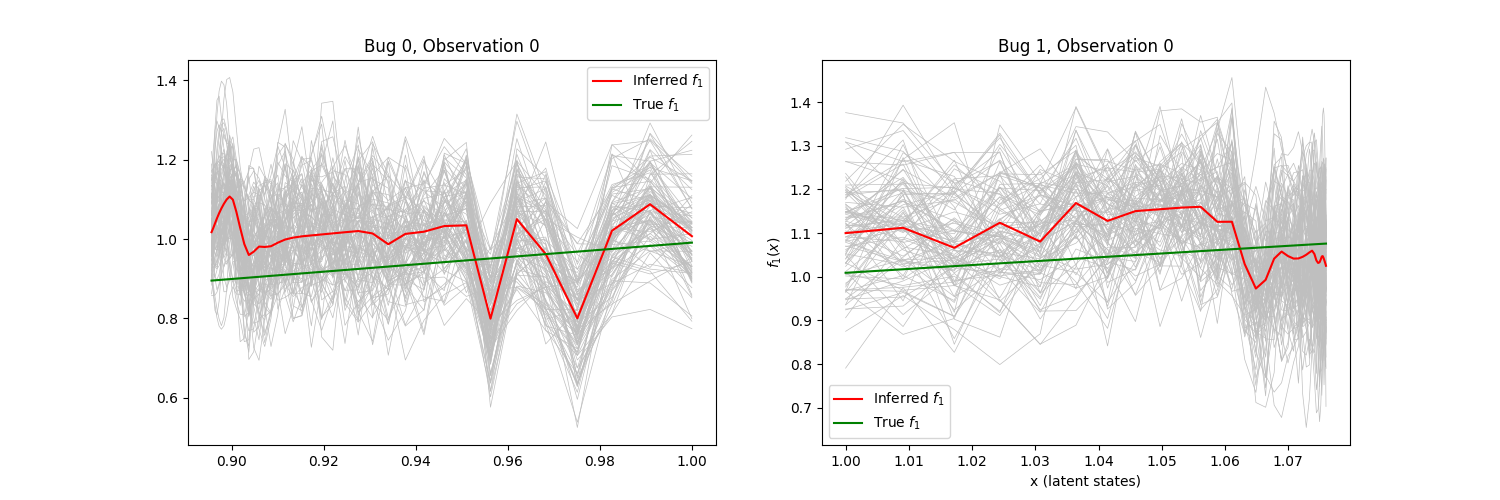 Bug 0, Observation 0
1.4
1.2
1.0
0.8
0.6
0.90 0.92 0.94 0.96 0.98 1.00
Inferred f₁
True f₁
Bug 1, Observation 0
f₁(x)
1.4
1.3
1.2
1.1
1.0
0.9
0.8
0.7
Inferred f₁
True f₁
1.00 1.01 1.02 1.03 1.04 1.05 1.06 1.07
x (latent states)